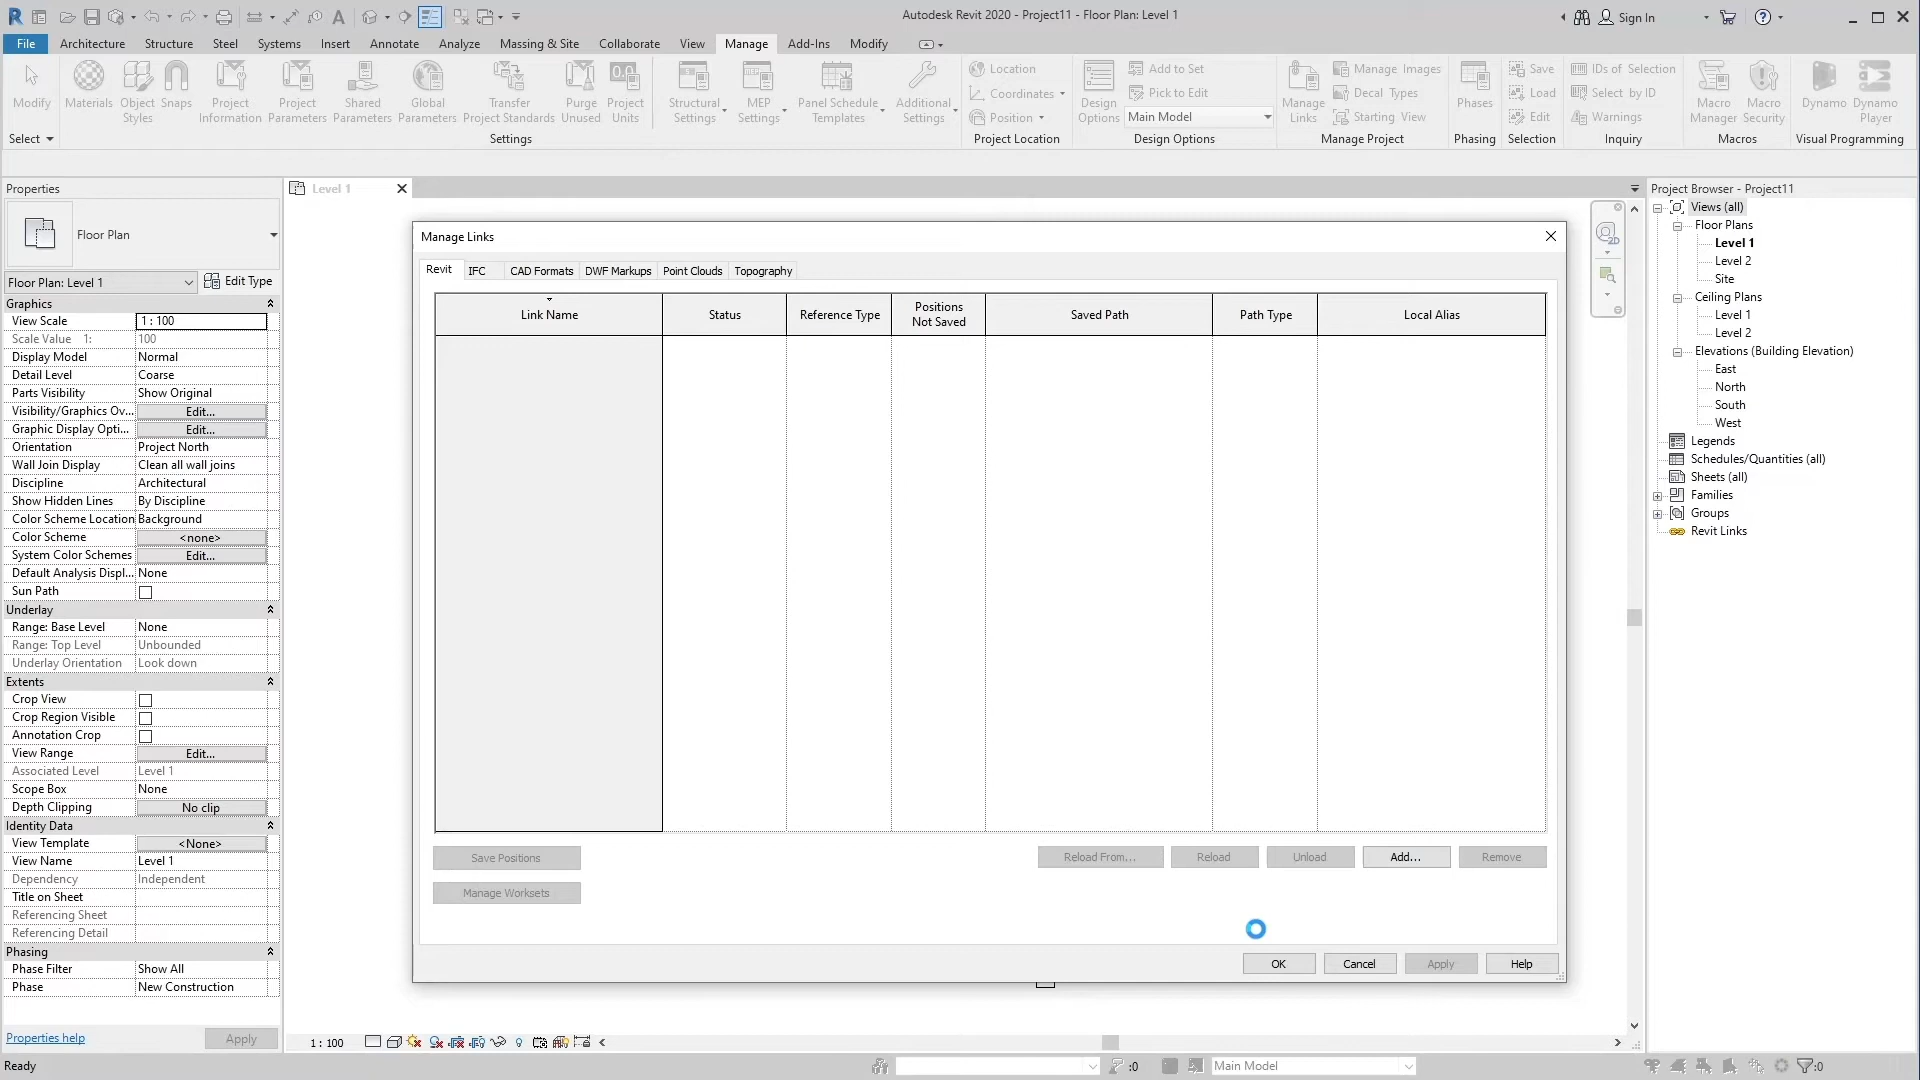 Autodesk Revit 2020 - Project11 - Floor Plan: Level 1
Sign In
File Architecture Structure Steel Systems Insert Annotate Analyze Massing & Site Collaborate View Manage Add-Ins Modify
Modify
Materials
Object Styles
Snaps
Project Information
Project Parameters
Shared Parameters
Global Parameters
Transfer Project Standards
Purge Unused
Project Units
Structural Settings
MEP Settings
Panel Schedule Templates
Additional Settings
Location
Coordinates
Position
Design Options
Add to Set
Pick to Edit
Main Model
Manage Links
Manage Images
Decal Types
Starting View
Phases
Save
Load
Edit
IDs of Selection
Select by ID
Warnings
Macro Manager
Macro Security
Dynamo
Dynamo Player
Select
Settings
Project Location
Design Options
Manage Project
Phasing
Selection
Inquiry
Macros
Visual Programming
Properties
Floor Plan
Floor Plan: Level 1
Edit Type
Graphics
View Scale 1 : 100
Scale Value 1: 100
Display Model Normal
Detail Level Coarse
Parts Visibility Show Original
Visibility/Graphics Ov... Edit...
Graphic Display Opti... Edit...
Orientation Project North
Wall Join Display Clean all wall joins
Discipline Architectural
Show Hidden Lines By Discipline
Color Scheme Location Background
Color Scheme <none>
System Color Schemes Edit...
Default Analysis Displ... None
Sun Path
Underlay
Range: Base Level None
Range: Top Level Unbounded
Underlay Orientation Look down
Extents
Crop View
Crop Region Visible
Annotation Crop
View Range Edit...
Associated Level Level 1
Scope Box None
Depth Clipping No clip
Identity Data
View Template <None>
View Name Level 1
Dependency Independent
Title on Sheet
Referencing Sheet
Referencing Detail
Phasing
Phase Filter Show All
Phase New Construction
Properties help
Apply
Ready
Level 1
Manage Links
Revit IFC CAD Formats DWF Markups Point Clouds Topography
Link Name
Status
Reference Type
Positions Not Saved
Saved Path
Path Type
Local Alias
Save Positions
Manage Worksets
Reload From...
Reload
Unload
Add...
Remove
OK
Cancel
Apply
Help
2D
1 : 100
:0
Main Model
:0
Project Browser - Project11
Views (all)
Floor Plans
Level 1
Level 2
Site
Ceiling Plans
Level 1
Level 2
Elevations (Building Elevation)
East
North
South
West
Legends
Schedules/Quantities (all)
Sheets (all)
Families
Groups
Revit Links